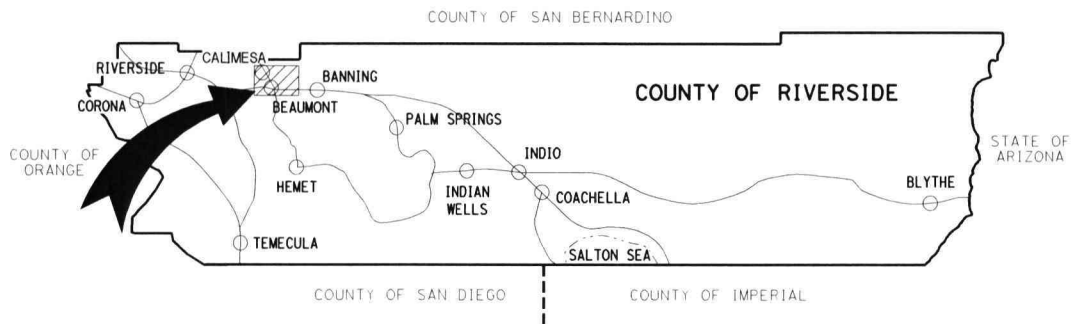 COUNTY OF SAN BERNARDINO
CALIMESA
RIVERSIDE
BANNING
CORONA
BEAUMONT
COUNTY OF RIVERSIDE
PALM SPRINGS
COUNTY OF
ORANGE
STATE OF
ARIZONA
INDIO
HEMET
INDIAN
WELLS
COACHELLA
BLYTHE
TEMECULA
SALTON SEA
COUNTY OF SAN DIEGO
COUNTY OF IMPERIAL